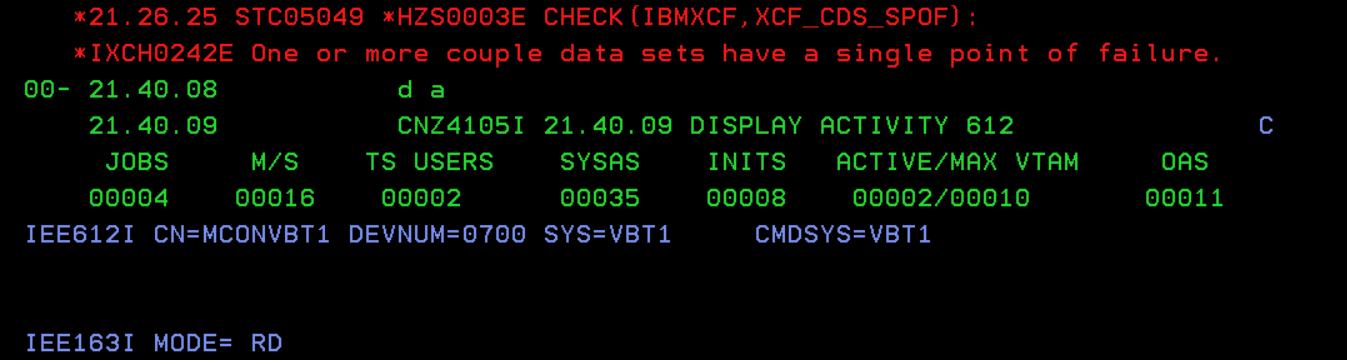 *21.26.25 STC05049 *HZS0003E CHECK(IBMXCF,XCF_CDS_SPOF):
*IXCH0242E One or more couple data sets have a single point of failure.
00- 21.40.08 d a
21.40.09 CNZ4105I 21.40.09 DISPLAY ACTIVITY 612 C
JOBS M/S TS USERS SYSAS INITS ACTIVE/MAX VTAM OAS
00004 00016 00002 00035 00008 00002/00010 00011
IEE612I CN=MCONVBT1 DEVNUM=0700 SYS=VBT1 CMDSYS=VBT1
IEE163I MODE= RD